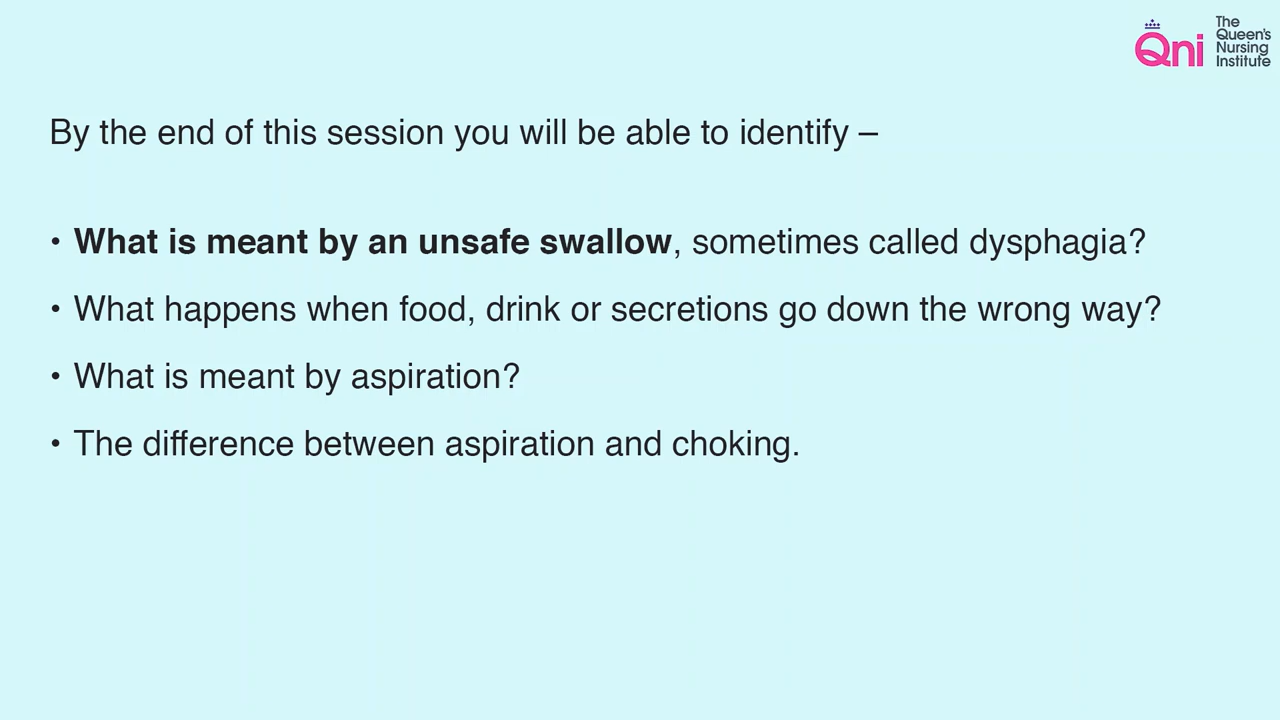 Qni
The
Queen's
Nursing
Institute
By the end of this session you will be able to identify –
• What is meant by an unsafe swallow, sometimes called dysphagia?
• What happens when food, drink or secretions go down the wrong way?
• What is meant by aspiration?
• The difference between aspiration and choking.